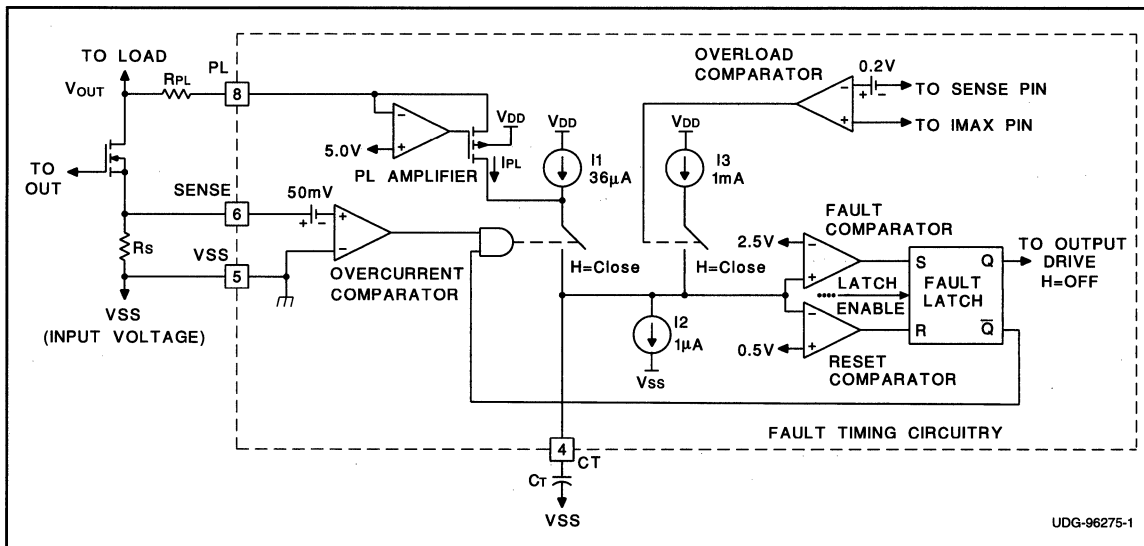 TO LOAD
VOUT
RPL
PL
8
OVERLOAD
COMPARATOR
0.2V
+ -
TO SENSE PIN
TO IMAX PIN
-
+
VDD
5.0V
IPL
PL AMPLIFIER
VDD
I1
36µA
VDD
I3
1mA
TO
OUT
SENSE
6
50mV
+ -
+
-
RS
VSS
5
OVERCURRENT
COMPARATOR
H=Close
H=Close
FAULT
COMPARATOR
2.5V
-
+
TO OUTPUT
DRIVE
H=OFF
S Q
FAULT
LATCH
R Q
LATCH
ENABLE
VSS
(INPUT VOLTAGE)
I2
1µA
VSS
-
+
0.5V
RESET
COMPARATOR
FAULT TIMING CIRCUITRY
4
CT
CT
VSS
UDG-96275-1